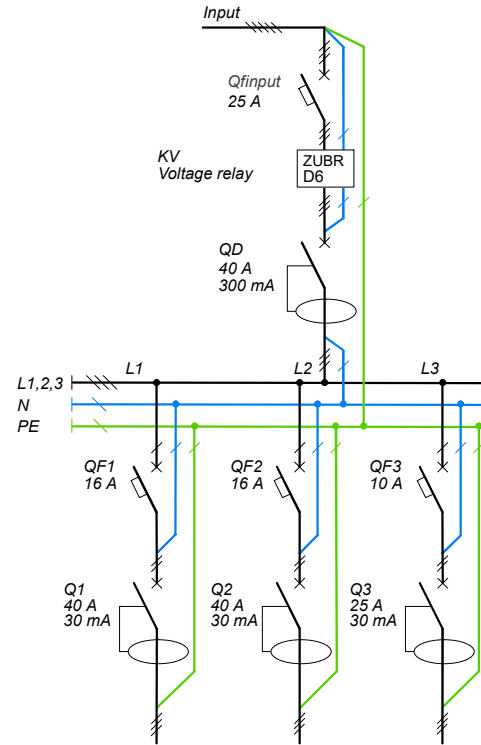 Input
Qfinput
25 A
KV
Voltage relay
ZUBR
D6
QD
40 A
300 mA
L1 L2 L3
L1,2,3
N
PE
QF1
16 A
QF2
16 A
QF3
10 A
Q1
40 A
30 mA
Q2
40 A
30 mA
Q3
25 A
30 mA